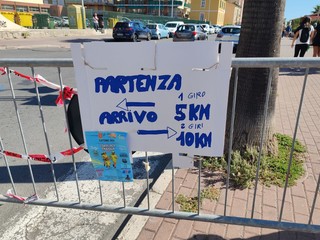 PARTENZA
1 GIRO
5KM
ARRIVO
2 GIRI
10KM